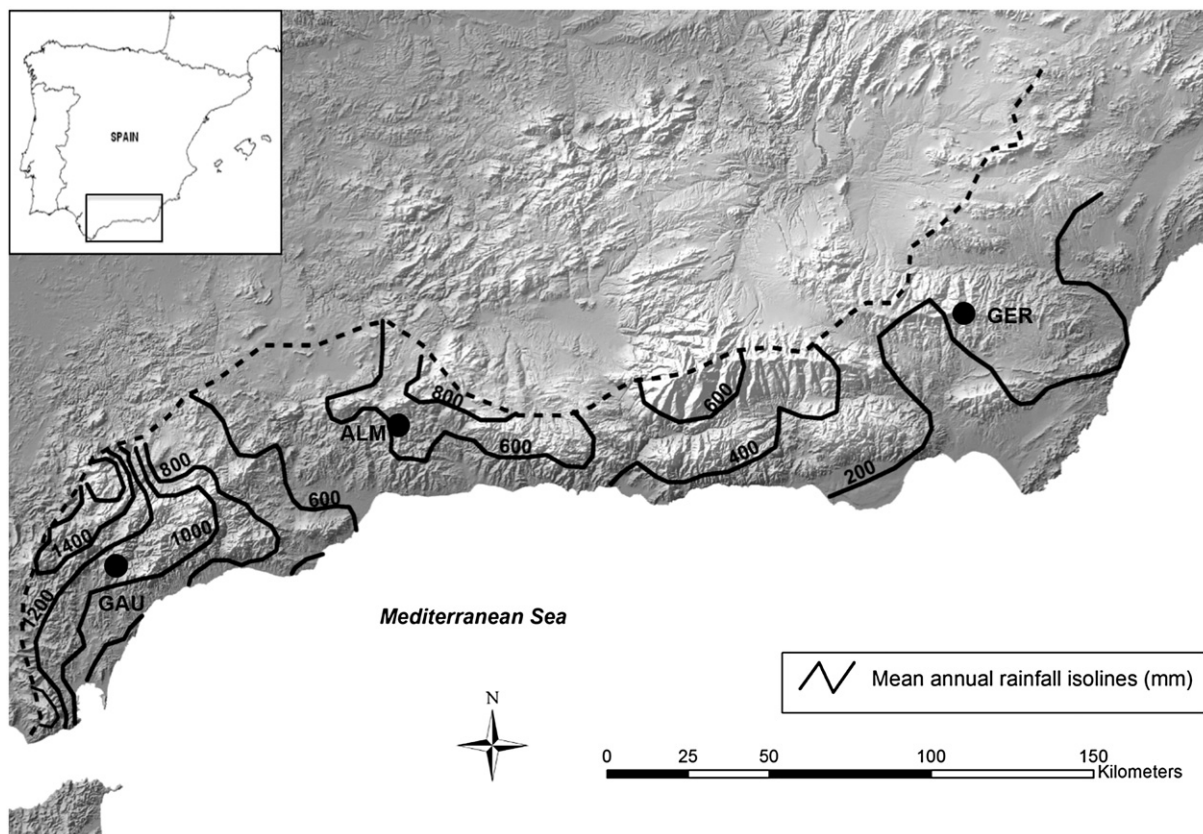 SPAIN
GER
800
ALM
600
600
400
800
200
600
1400
1000
1200
GAU
Mediterranean Sea
Mean annual rainfall isolines (mm)
N
0 25 50 100 150
Kilometers